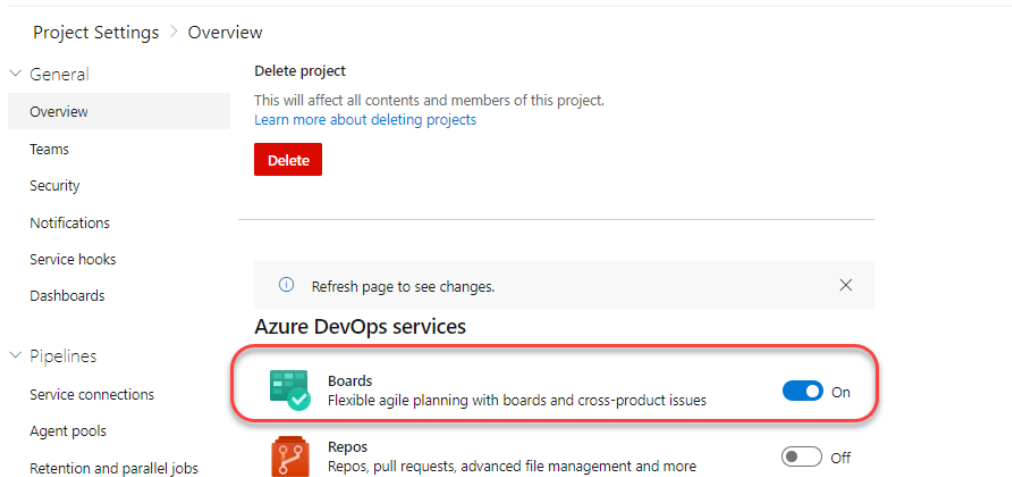 Project Settings > Overview
General
Overview
Teams
Security
Notifications
Service hooks
Dashboards
Pipelines
Service connections
Agent pools
Retention and parallel jobs
Delete project
This will affect all contents and members of this project.
Learn more about deleting projects
Delete
Refresh page to see changes.
Azure DevOps services
Boards
Flexible agile planning with boards and cross-product issues
On
Repos
Repos, pull requests, advanced file management and more
Off